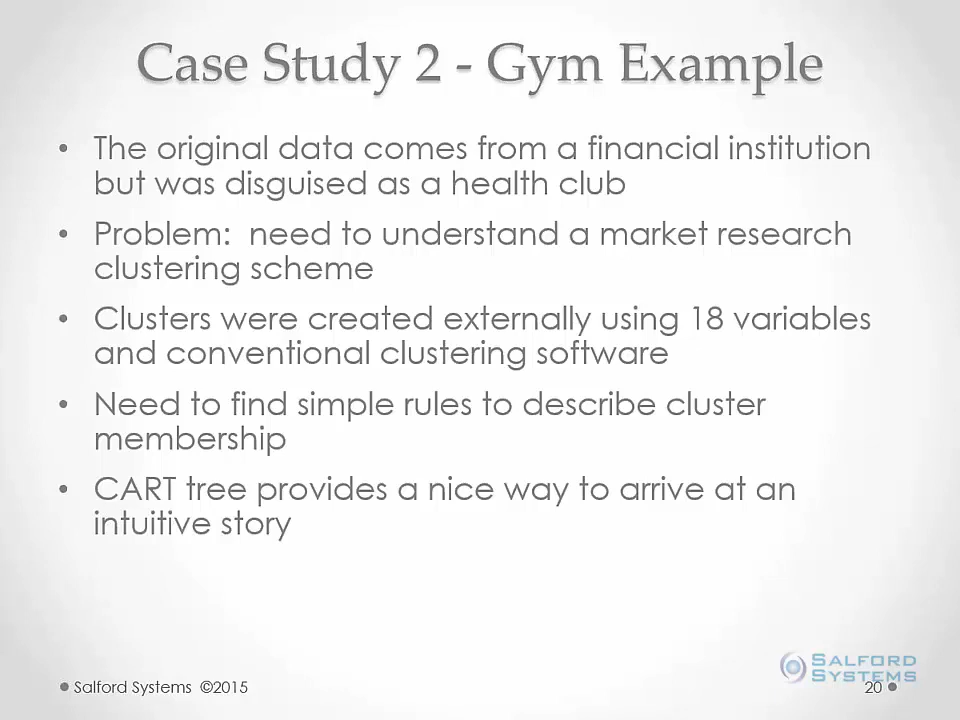 Case Study 2 - Gym Example
• The original data comes from a financial institution
but was disguised as a health club
• Problem:  need to understand a market research
clustering scheme
• Clusters were created externally using 18 variables
and conventional clustering software
• Need to find simple rules to describe cluster
membership
• CART tree provides a nice way to arrive at an
intuitive story
SALFORD
SYSTEMS
Salford Systems ©2015
20